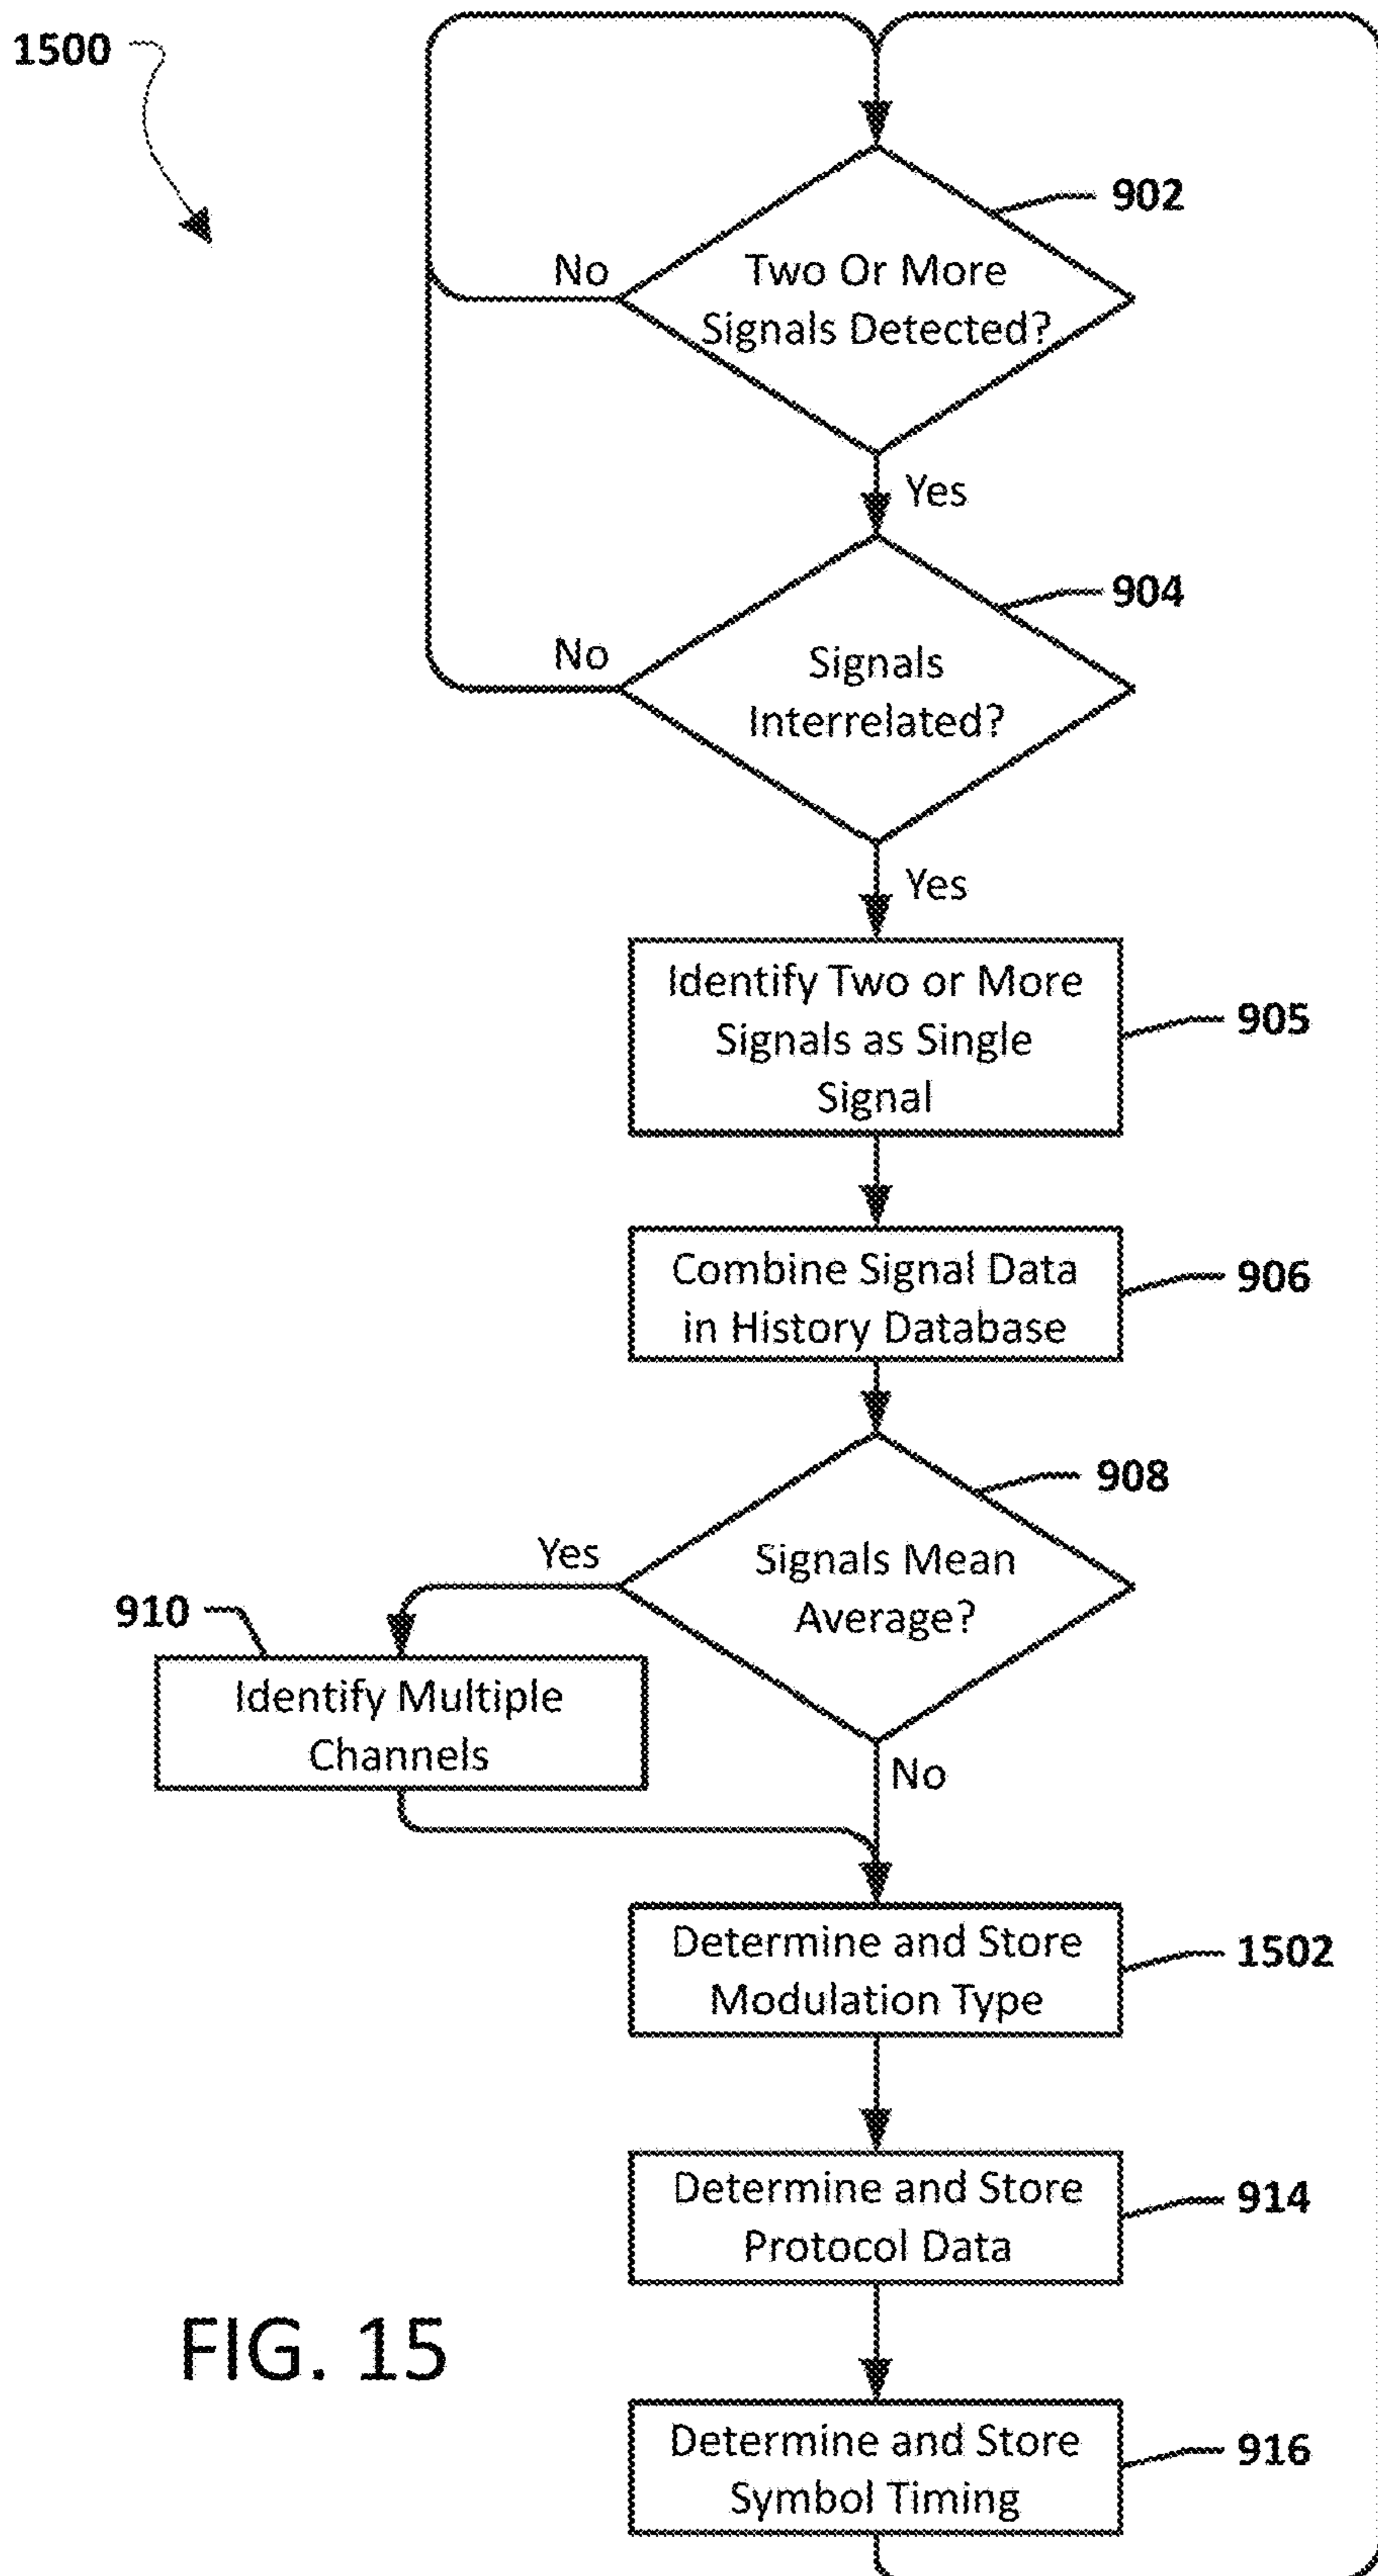 1500
902
No
Two Or More
Signals Detected?
Yes
904
No
Signals
Interrelated?
Yes
Identify Two or More
Signals as Single
Signal
905
Combine Signal Data
in History Database
906
908
Yes
Signals Mean
Average?
910
Identify Multiple
Channels
No
Determine and Store
Modulation Type
1502
Determine and Store
Protocol Data
914
FIG. 15
Determine and Store
Symbol Timing
916